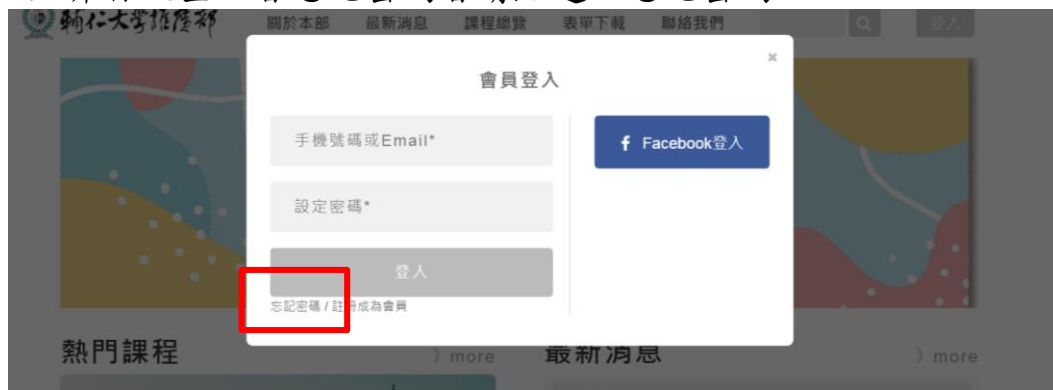 輔仁大学推廣部
關於本部 最新消息 課程總覽 表單下載 聯絡我們 登入
×
會員登入
手機號碼或Email*
f Facebook登入
設定密碼*
登入
忘記密碼 / 註冊成為會員
熱門課程 》more 最新消息 》more